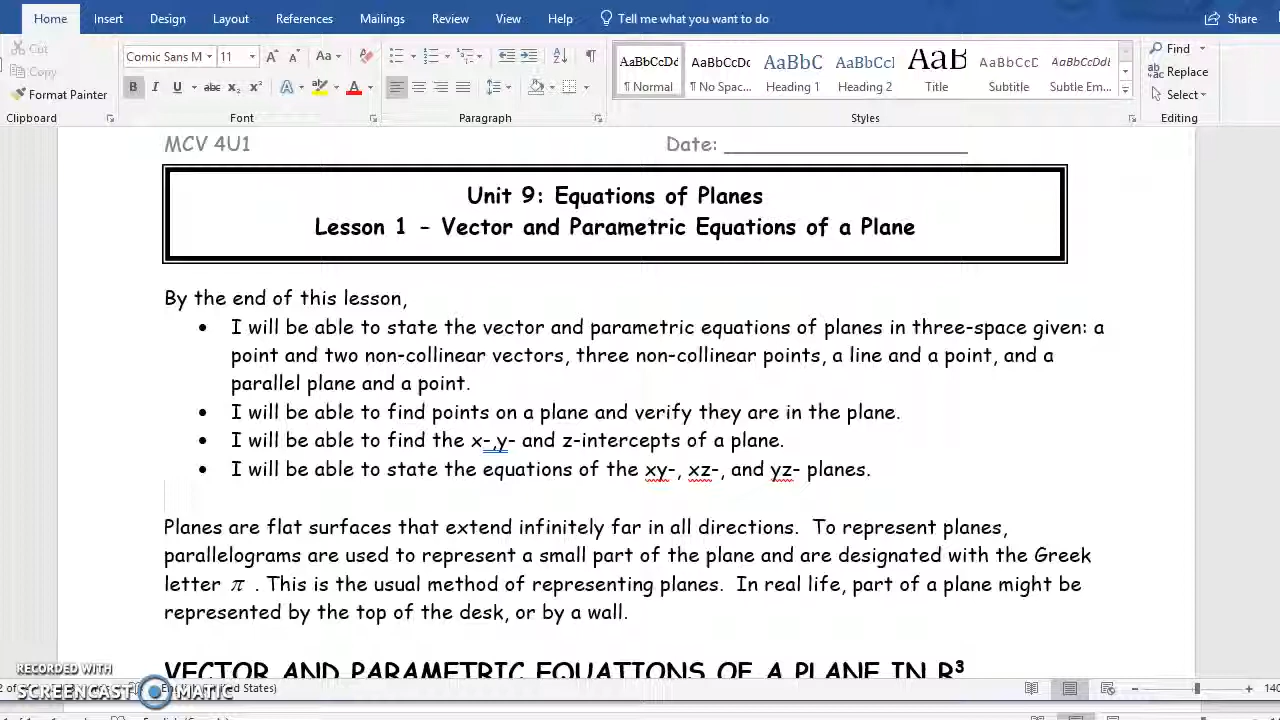 Home Insert Design Layout References Mailings Review View Help Tell me what you want to do Share
Cut
Copy
Format Painter
Clipboard
Comic Sans M 11
Font
Paragraph
AaBbCcDc AaBbCcDc AaBbC AaBbCcI AaB AaBbCcD AaBbCcDdE
¶ Normal ¶ No Spac... Heading 1 Heading 2 Title Subtitle Subtle Em...
Styles
Find
Replace
Select
Editing
MCV 4U1 Date: ____________________
Unit 9: Equations of Planes
Lesson 1 - Vector and Parametric Equations of a Plane
By the end of this lesson,
• I will be able to state the vector and parametric equations of planes in three-space given: a
point and two non-collinear vectors, three non-collinear points, a line and a point, and a
parallel plane and a point.
• I will be able to find points on a plane and verify they are in the plane.
• I will be able to find the x-,y- and z-intercepts of a plane.
• I will be able to state the equations of the xy-, xz-, and yz- planes.
Planes are flat surfaces that extend infinitely far in all directions. To represent planes,
parallelograms are used to represent a small part of the plane and are designated with the Greek
letter π . This is the usual method of representing planes. In real life, part of a plane might be
represented by the top of the desk, or by a wall.
VECTOR AND PARAMETRIC EQUATIONS OF A PLANE IN R³
RECORDED WITH
SCREENCAST MATIC